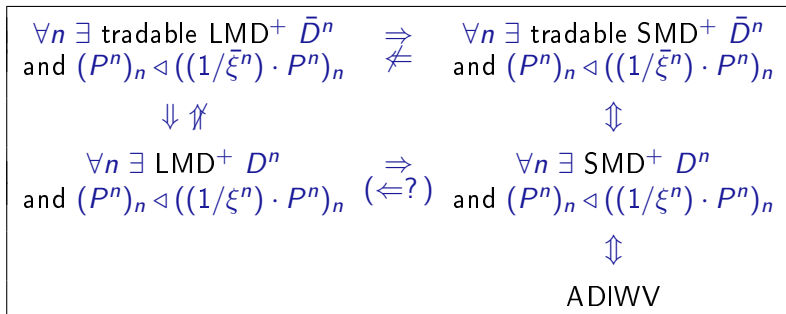 ∀n ∃ tradable LMD⁺ D̄ⁿ ⇒ ∀n ∃ tradable SMD⁺ D̄ⁿ
and (Pⁿ)ₙ ◁ ((1/ξ̄ⁿ) · Pⁿ)ₙ ⇍ and (Pⁿ)ₙ ◁ ((1/ξ̄ⁿ) · Pⁿ)ₙ
⇓ ⇑̸ ⇕
∀n ∃ LMD⁺ Dⁿ ⇒ ∀n ∃ SMD⁺ Dⁿ
and (Pⁿ)ₙ ◁ ((1/ξⁿ) · Pⁿ)ₙ (⇐?) and (Pⁿ)ₙ ◁ ((1/ξⁿ) · Pⁿ)ₙ
⇕
ADIWV